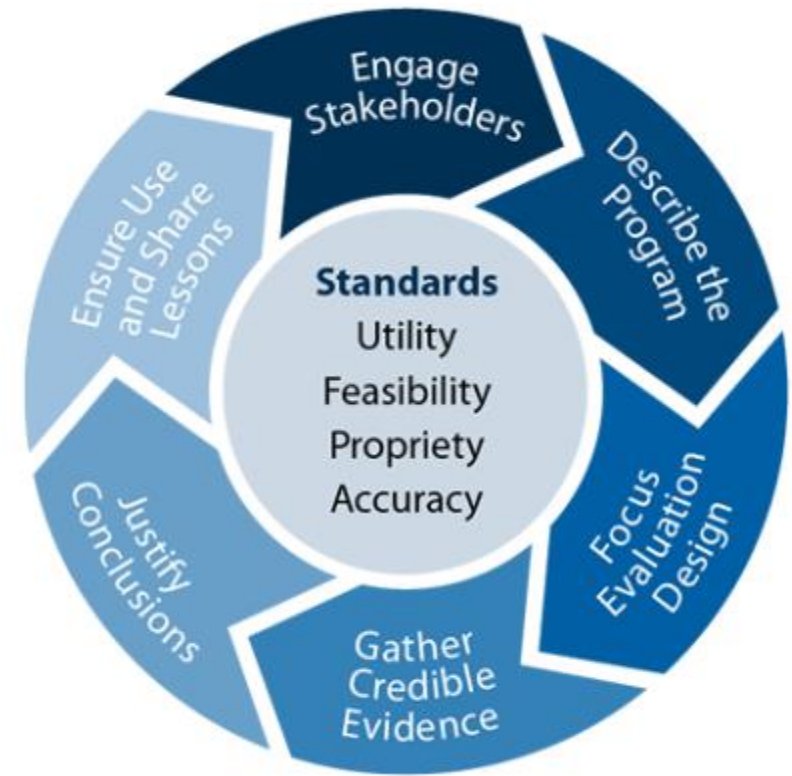 Engage
Stakeholders
Describe the
Program
Focus
Evaluation
Design
Gather
Credible
Evidence
Justify
Conclusions
Ensure Use
and Share
Lessons
Standards
Utility
Feasibility
Propriety
Accuracy